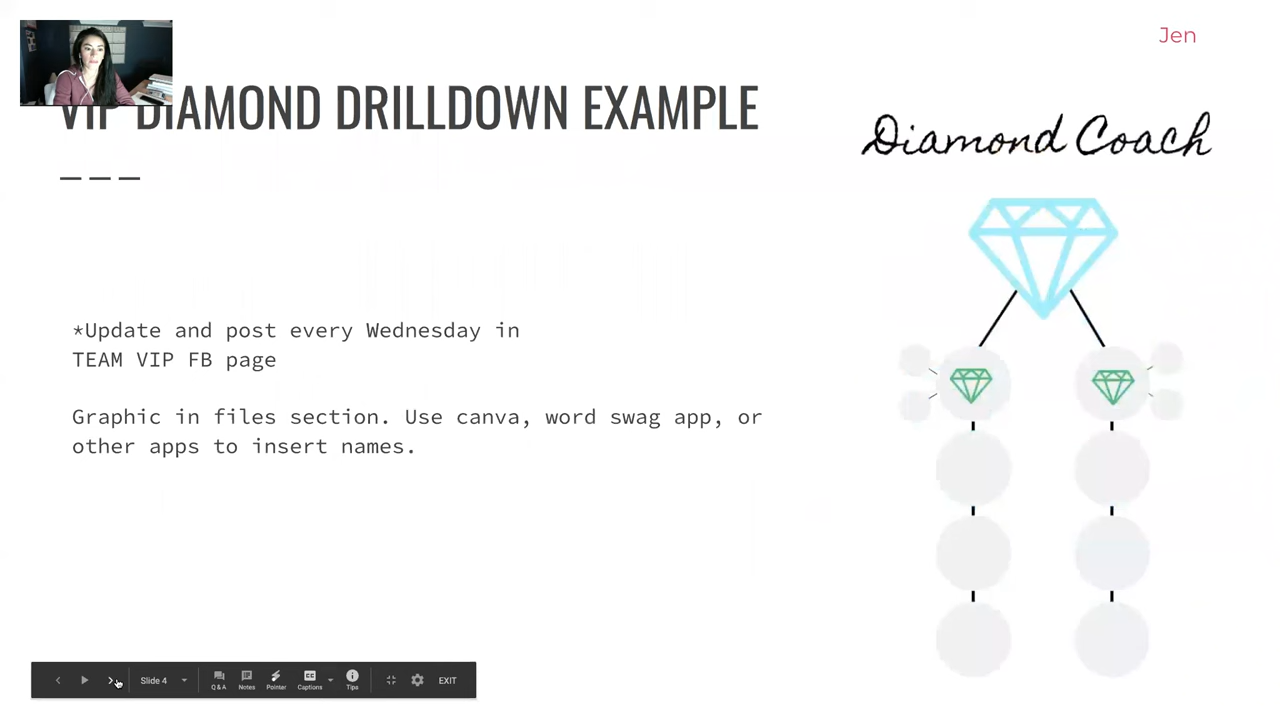 Jen
VIP DIAMOND DRILLDOWN EXAMPLE
Diamond Coach
*Update and post every Wednesday in
TEAM VIP FB page
Graphic in files section. Use canva, word swag app, or
other apps to insert names.
Slide 4
Q & A
Notes
Pointer
CC
Captions
Tips
EXIT